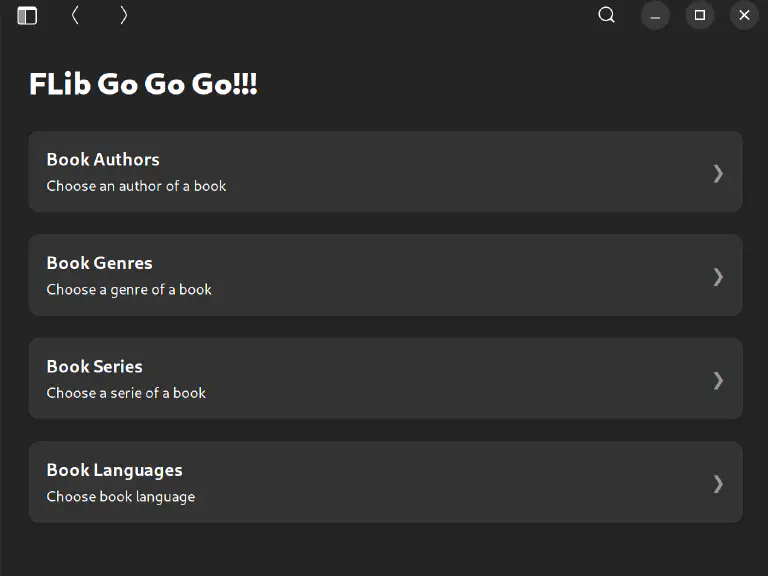 FLib Go Go Go!!!
Book Authors
Choose an author of a book
Book Genres
Choose a genre of a book
Book Series
Choose a serie of a book
Book Languages
Choose book language